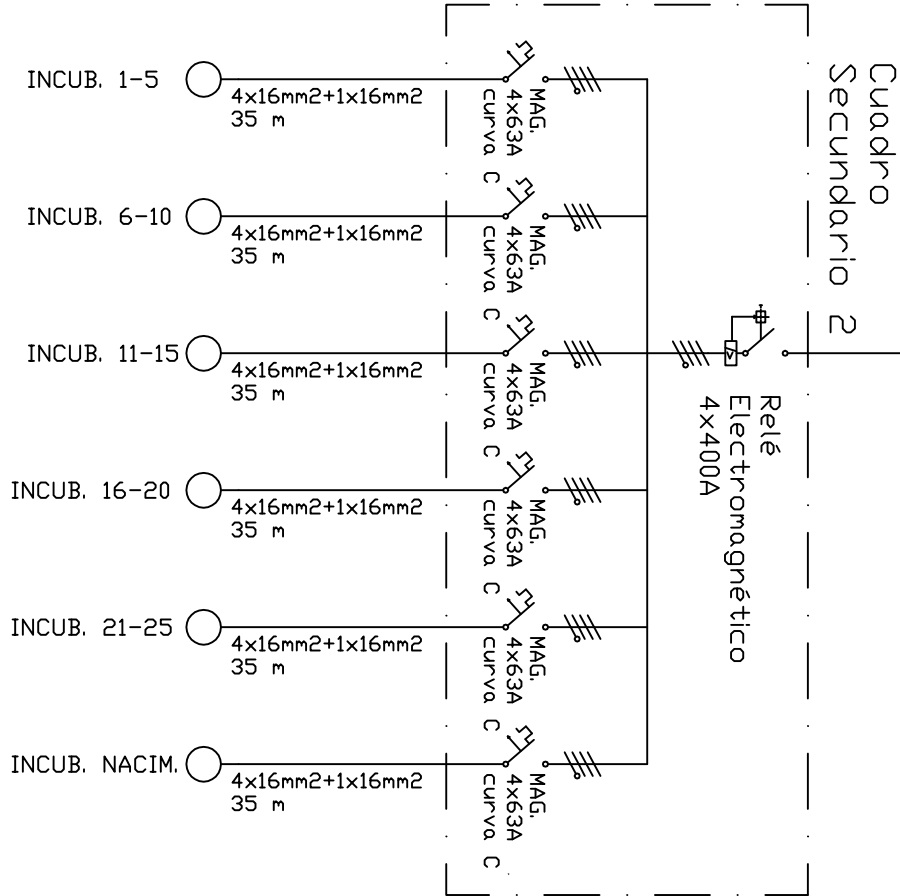 Cuadro
Secundario 2
Relé
Electromagnético
4x400A
INCUB. 1-5
4x16mm2+1x16mm2
35 m
MAG.
4x63A
curva C
INCUB. 6-10
4x16mm2+1x16mm2
35 m
MAG.
4x63A
curva C
INCUB. 11-15
4x16mm2+1x16mm2
35 m
MAG.
4x63A
curva C
INCUB. 16-20
4x16mm2+1x16mm2
35 m
MAG.
4x63A
curva C
INCUB. 21-25
4x16mm2+1x16mm2
35 m
MAG.
4x63A
curva C
INCUB. NACIM.
4x16mm2+1x16mm2
35 m
MAG.
4x63A
curva C